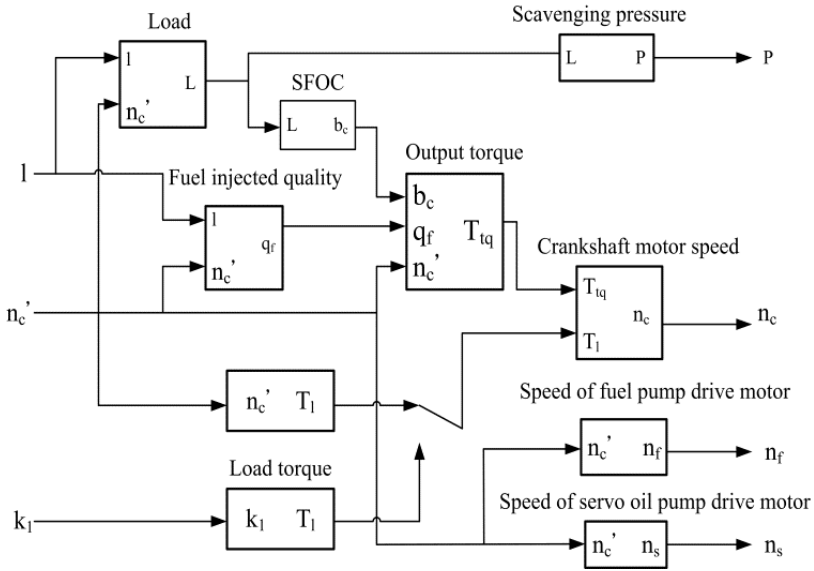 Load
Scavenging pressure
l
L
n_c’
L P
P
SFOC
L b_c
Output torque
l
Fuel injected quality
b_c
l
q_f
q_f
n_c’
T_tq
n_c’
Crankshaft motor speed
T_tq
n_c’
n_c
n_c
T_l
n_c’ T_l
Speed of fuel pump drive motor
n_c’ n_f
n_f
Load torque
Speed of servo oil pump drive motor
k_1
k_1 T_l
n_c’ n_s
n_s